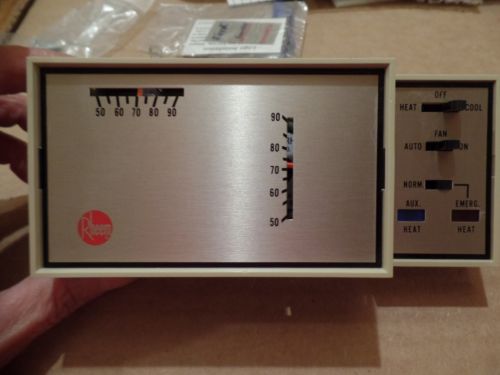 50 60 70 80 90
90
80
70
60
50
Rheem
OFF
HEAT COOL
FAN
AUTO ON
NORM.
AUX. EMERG.
HEAT HEAT